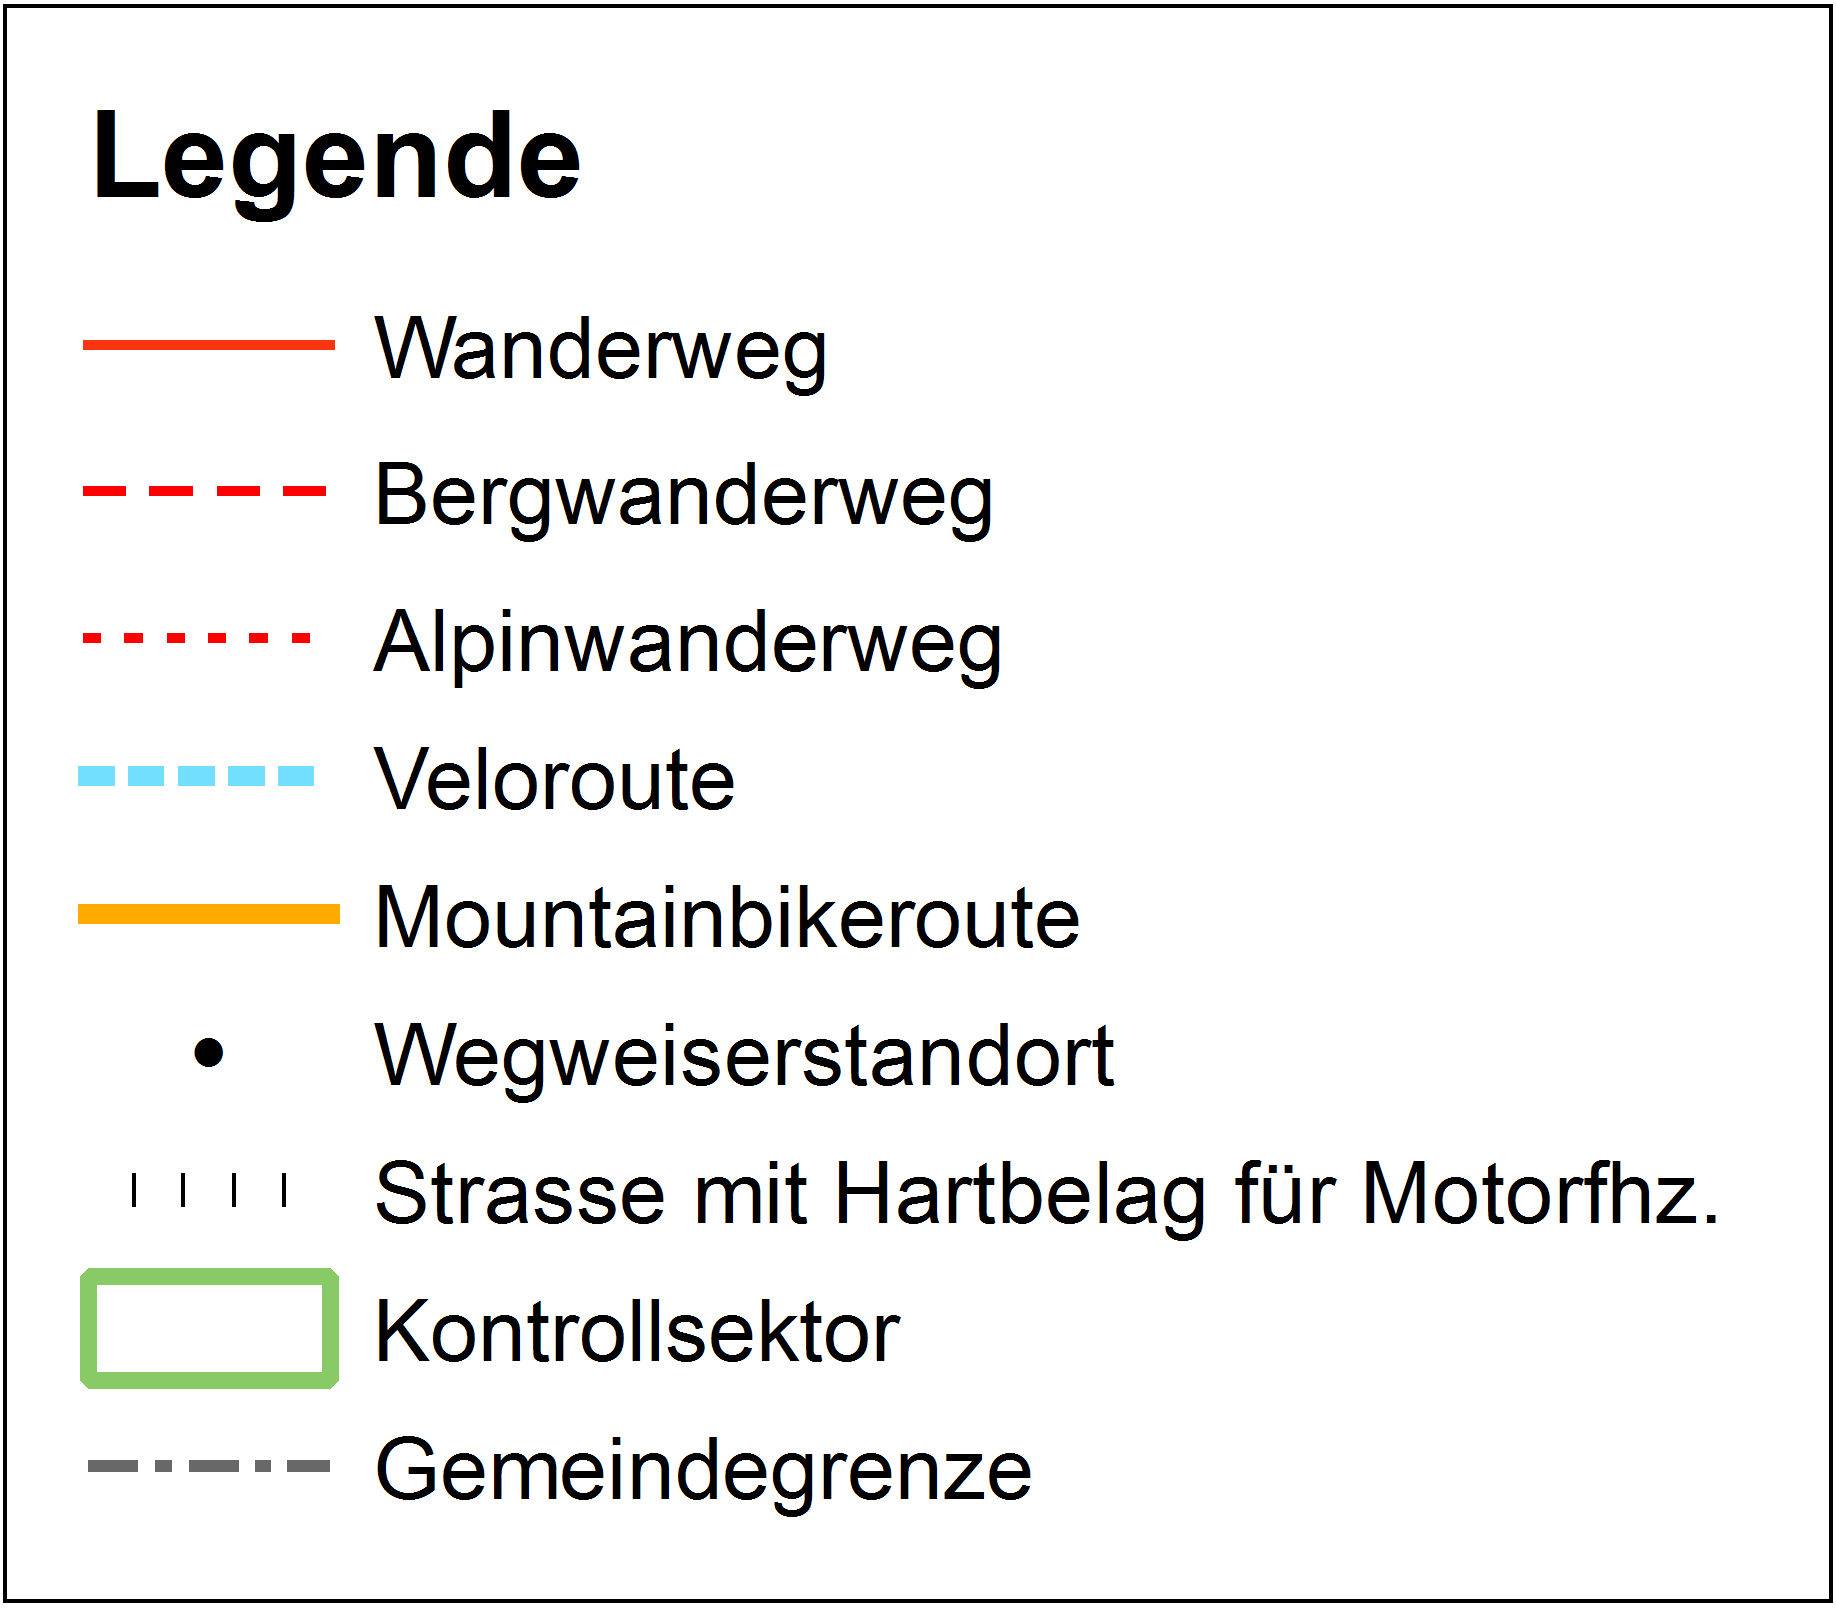 Legende
Wanderweg
Bergwanderweg
Alpinwanderweg
Veloroute
Mountainbikeroute
Wegweiserstandort
Strasse mit Hartbelag für Motorfhz.
Kontrollsektor
Gemeindegrenze